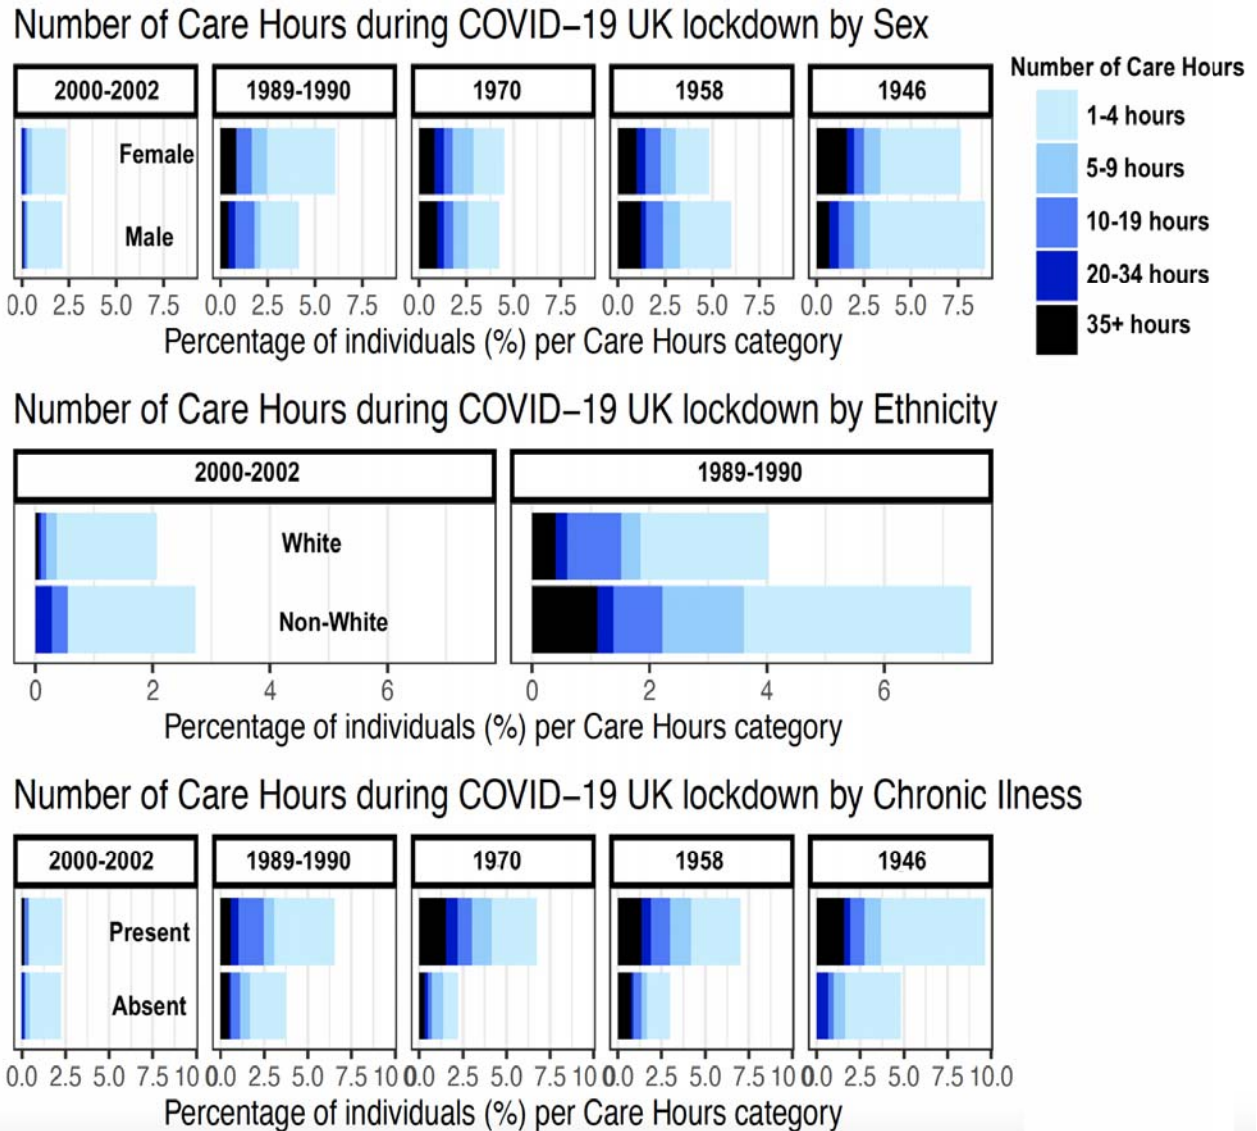 Number of Care Hours during COVID−19 UK lockdown by Sex
Number of Care Hours
2000-2002 1989-1990 1970 1958 1946
1-4 hours
5-9 hours
10-19 hours
20-34 hours
35+ hours
Female
Male
0.0 2.5 5.0 7.5 0.0 2.5 5.0 7.5 0.0 2.5 5.0 7.5 0.0 2.5 5.0 7.5 0.0 2.5 5.0 7.5
Percentage of individuals (%) per Care Hours category
Number of Care Hours during COVID−19 UK lockdown by Ethnicity
2000-2002 1989-1990
White
Non-White
0 2 4 6 0 2 4 6
Percentage of individuals (%) per Care Hours category
Number of Care Hours during COVID−19 UK lockdown by Chronic Ilness
2000-2002 1989-1990 1970 1958 1946
Present
Absent
0.0 2.5 5.0 7.5 10 0.0 2.5 5.0 7.5 10 0.0 2.5 5.0 7.5 10 0.0 2.5 5.0 7.5 10 0.0 2.5 5.0 7.5 10.0
Percentage of individuals (%) per Care Hours category